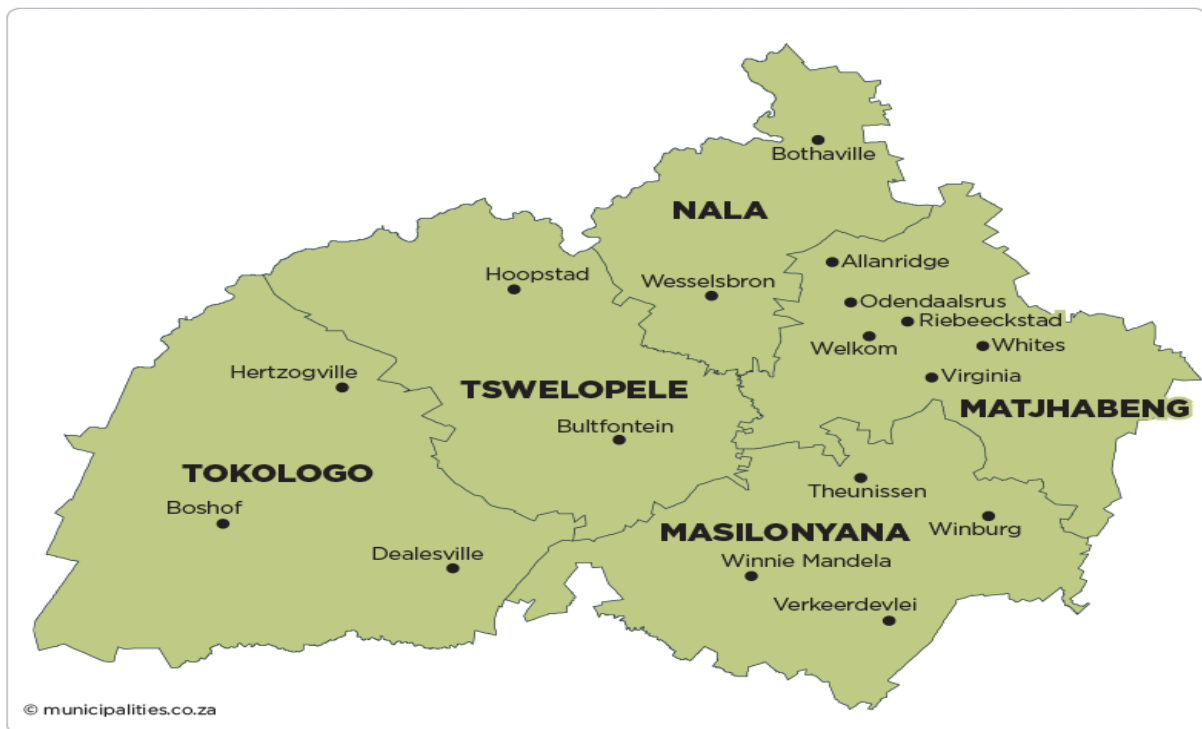 Bothaville
NALA
Allanridge
Hoopstad
Wesselsbron
Odendaalsrus
Riebeeckstad
Welkom
Whites
Hertzogville
TSWELOPELE
Virginia
MATJHABENG
Bultfontein
TOKOLOGO
Theunissen
Boshof
MASILONYANA
Winburg
Dealesville
Winnie Mandela
Verkeerdevlei
© municipalities.co.za